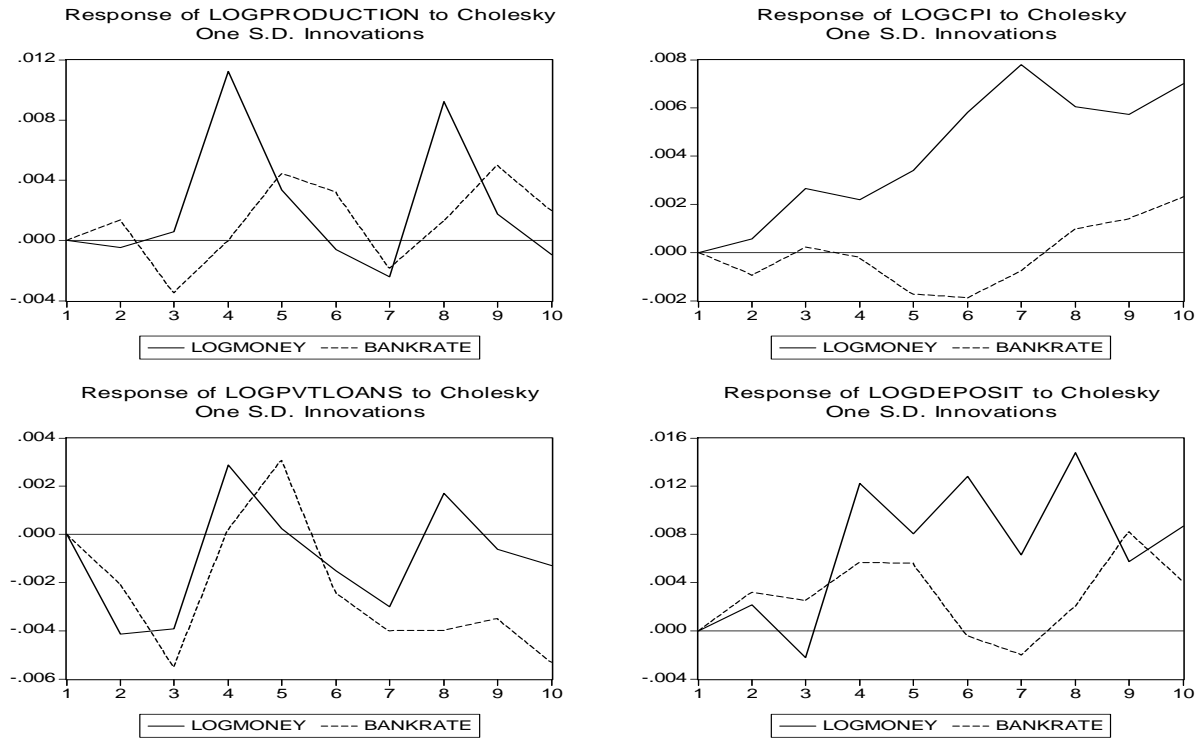 Response of LOGPRODUCTION to Cholesky
One S.D. Innovations
.012
.008
.004
.000
-.004
1 2 3 4 5 6 7 8 9 10
LOGMONEY BANKRATE
Response of LOGCPI to Cholesky
One S.D. Innovations
.008
.006
.004
.002
.000
-.002
1 2 3 4 5 6 7 8 9 10
LOGMONEY BANKRATE
Response of LOGPVTLOANS to Cholesky
One S.D. Innovations
.004
.002
.000
-.002
-.004
-.006
1 2 3 4 5 6 7 8 9 10
LOGMONEY BANKRATE
Response of LOGDEPOSIT to Cholesky
One S.D. Innovations
.016
.012
.008
.004
.000
-.004
1 2 3 4 5 6 7 8 9 10
LOGMONEY BANKRATE